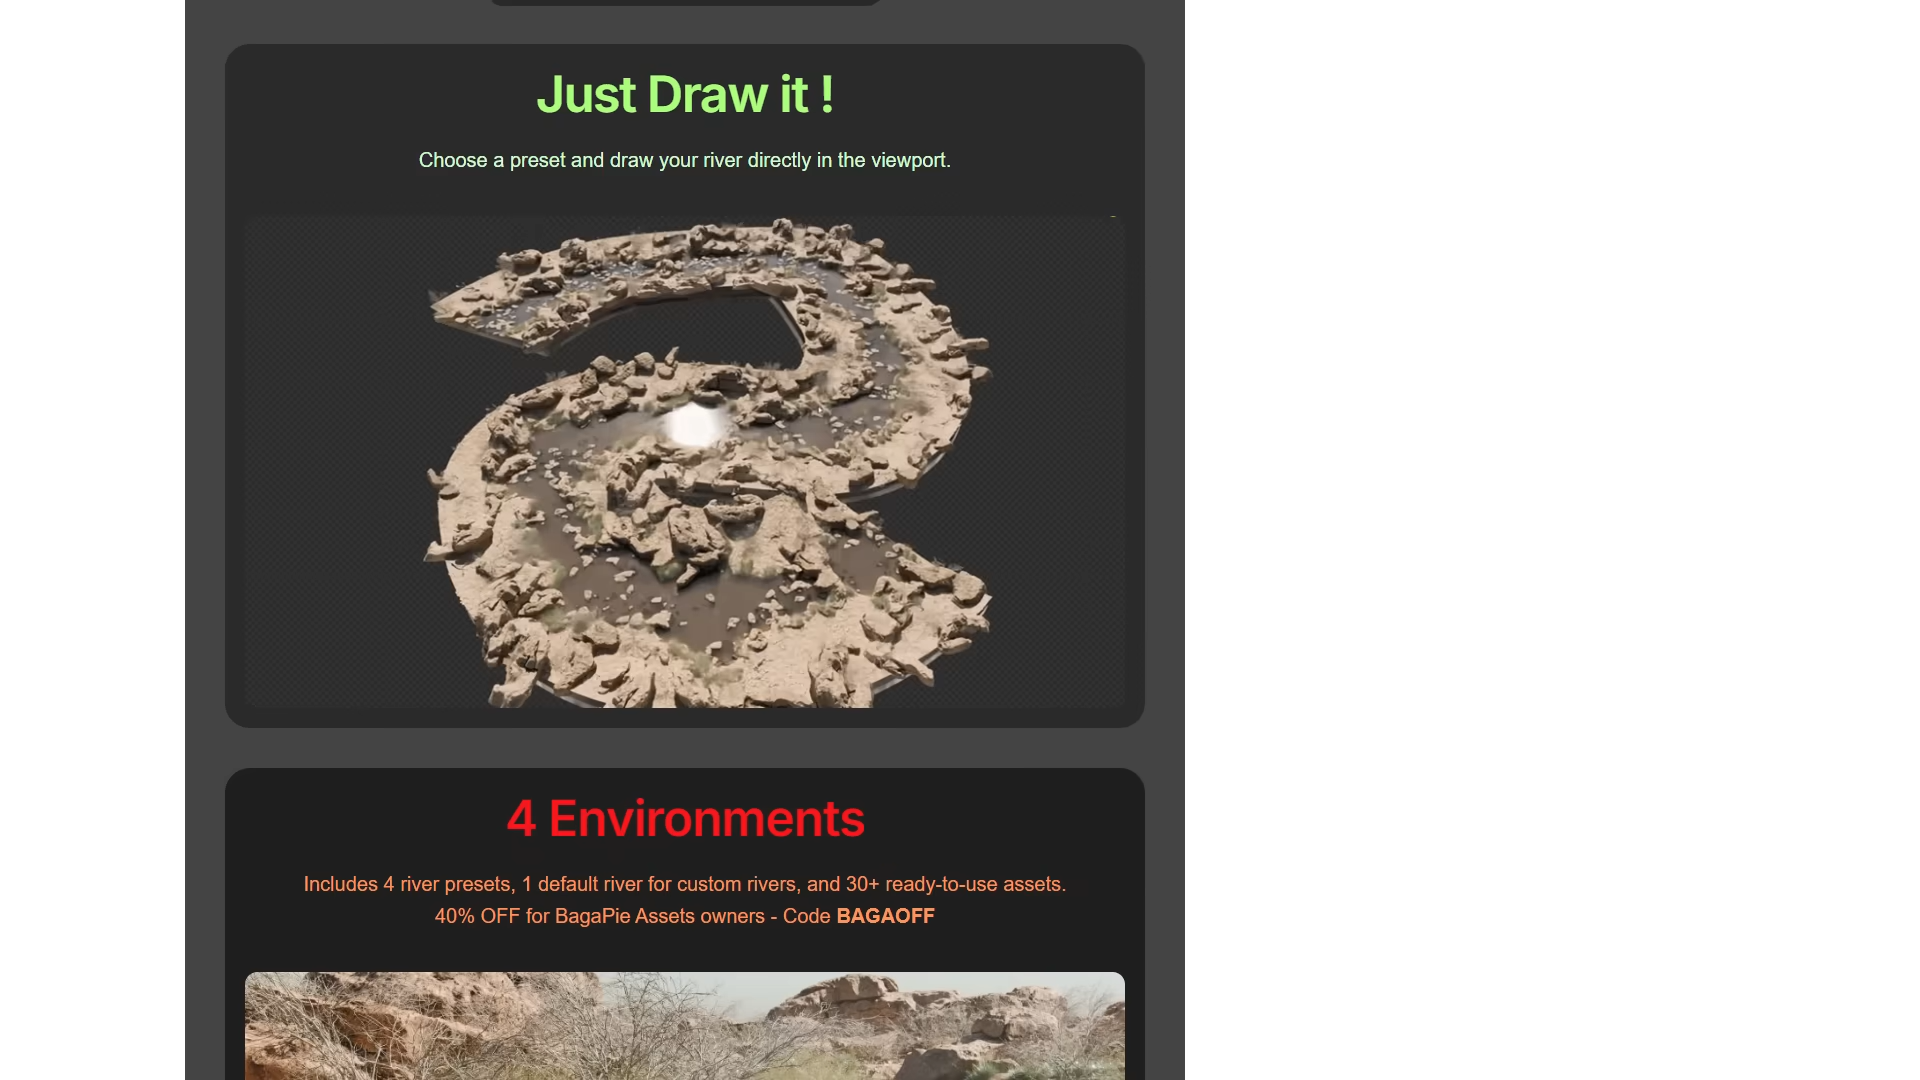 Just Draw it !
Choose a preset and draw your river directly in the viewport.
4 Environments
Includes 4 river presets, 1 default river for custom rivers, and 30+ ready-to-use assets.
40% OFF for BagaPie Assets owners - Code BAGAOFF